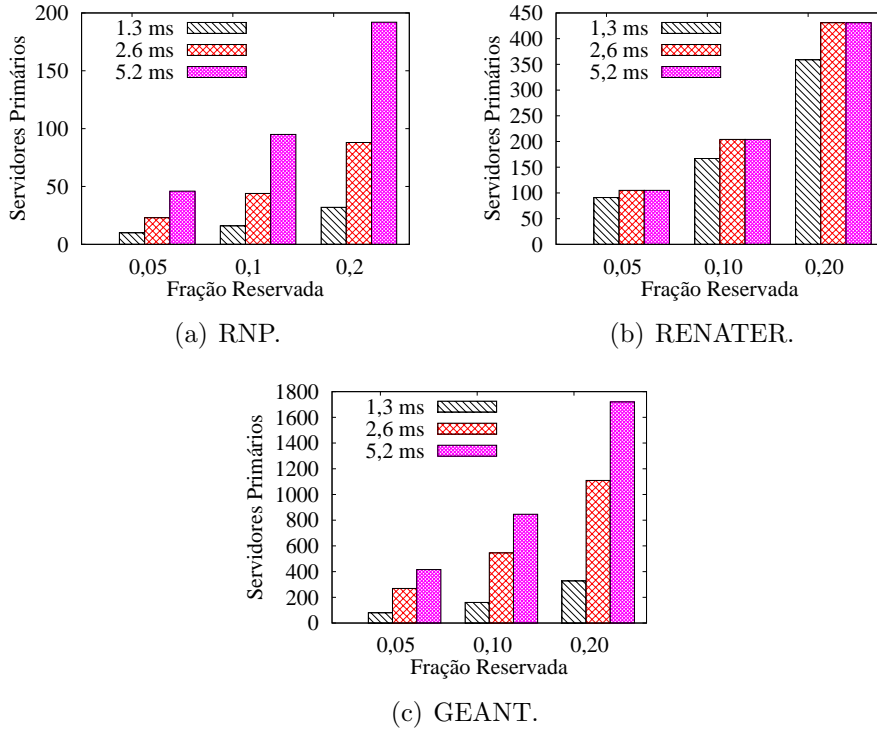 200
150
100
50
0
Servidores Primários
1.3 ms
2.6 ms
5.2 ms
0,05 0,1 0,2
Fração Reservada
(a) RNP.
450
400
350
300
250
200
150
100
50
0
Servidores Primários
1,3 ms
2,6 ms
5,2 ms
0,05 0,10 0,20
Fração Reservada
(b) RENATER.
1800
1600
1400
1200
1000
800
600
400
200
0
Servidores Primários
1,3 ms
2,6 ms
5,2 ms
0,05 0,10 0,20
Fração Reservada
(c) GEANT.